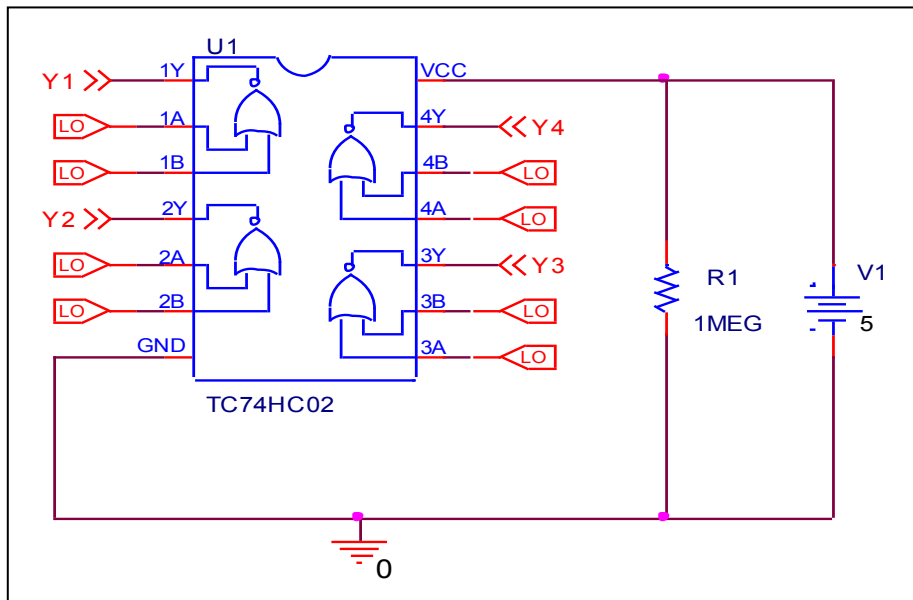 U1
1Y
VCC
Y1
LO
1A
4Y
Y4
LO
1B
4B
LO
Y2
2Y
4A
LO
LO
2A
3Y
Y3
LO
2B
3B
LO
GND
3A
LO
TC74HC02
R1
1MEG
V1
5
0